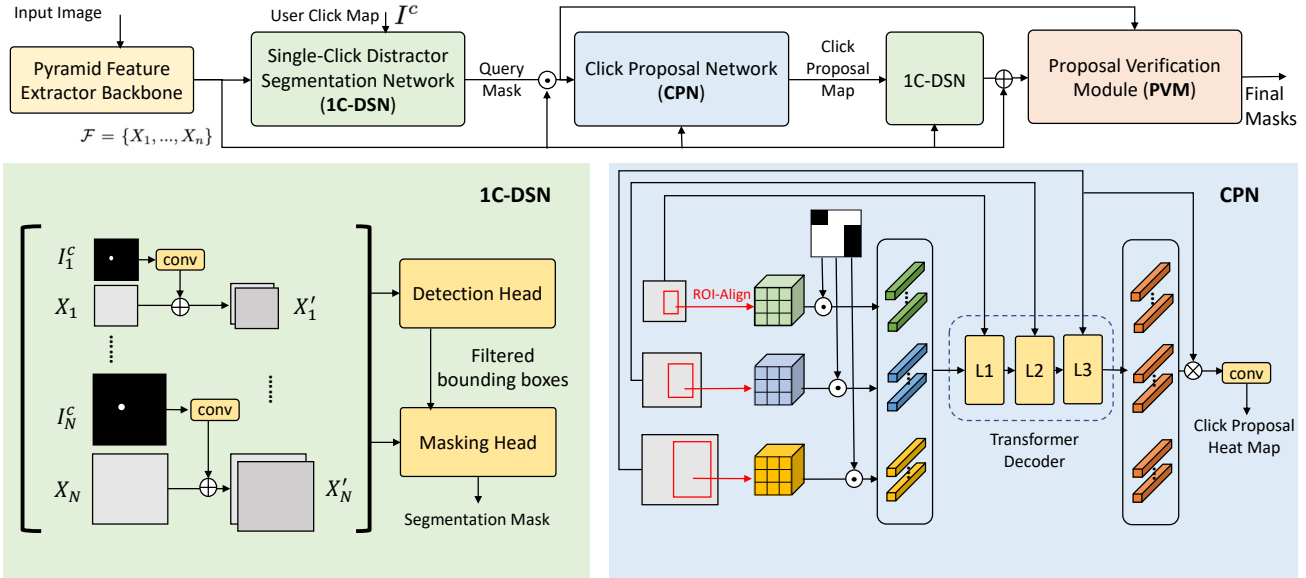 Input Image
User Click Map I^c
Pyramid Feature
Extractor Backbone
Single-Click Distractor
Segmentation Network
(1C-DSN)
Query
Mask
Click Proposal Network
(CPN)
Click
Proposal
Map
1C-DSN
Proposal Verification
Module (PVM)
Final
Masks
ℱ = {X_1, ..., X_n}
1C-DSN
I_1^c
conv
X_1
X_1'
I_N^c
conv
X_N
X_N'
Detection Head
Filtered
bounding boxes
Masking Head
Segmentation Mask
CPN
ROI-Align
L1
L2
L3
Transformer
Decoder
conv
Click Proposal
Heat Map